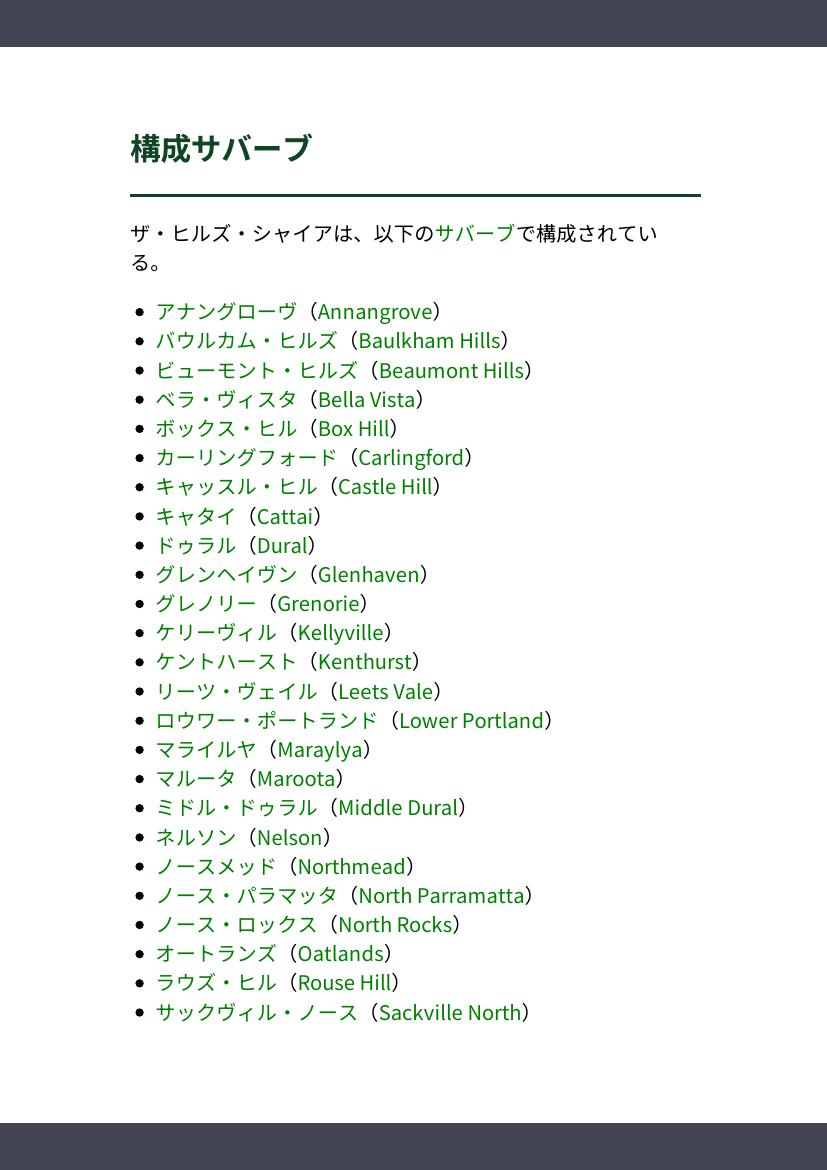 構成サバーブ
ザ・ヒルズ・シャイアは、以下のサバーブで構成されてい
る。
アナングローヴ（Annangrove）
バウルカム・ヒルズ（Baulkham Hills）
ビューモント・ヒルズ（Beaumont Hills）
ベラ・ヴィスタ（Bella Vista）
ボックス・ヒル（Box Hill）
カーリングフォード（Carlingford）
キャッスル・ヒル（Castle Hill）
キャタイ（Cattai）
ドゥラル（Dural）
グレンヘイヴン（Glenhaven）
グレノリー（Grenorie）
ケリーヴィル（Kellyville）
ケントハースト（Kenthurst）
リーツ・ヴェイル（Leets Vale）
ロウワー・ポートランド（Lower Portland）
マライルヤ（Maraylya）
マルータ（Maroota）
ミドル・ドゥラル（Middle Dural）
ネルソン（Nelson）
ノースメッド（Northmead）
ノース・パラマッタ（North Parramatta）
ノース・ロックス（North Rocks）
オートランズ（Oatlands）
ラウズ・ヒル（Rouse Hill）
サックヴィル・ノース（Sackville North）